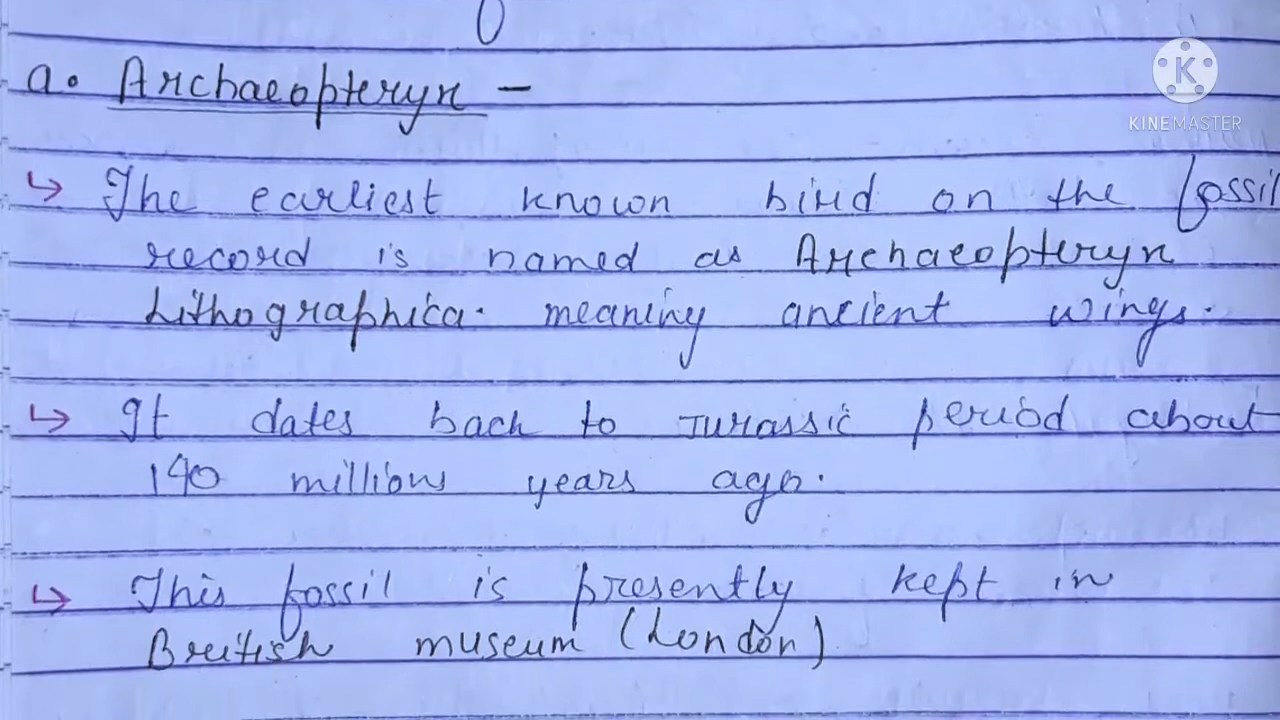 a. Archaeopteryx -
K
KINEMASTER
↳ The earliest known bird on the fossil
record is named as Archaeopteryx
Lithographica. meaning ancient wings.
↳ It dates back to Jurassic period about
140 millions years ago.
↳ This fossil is presently kept in
British museum (London)